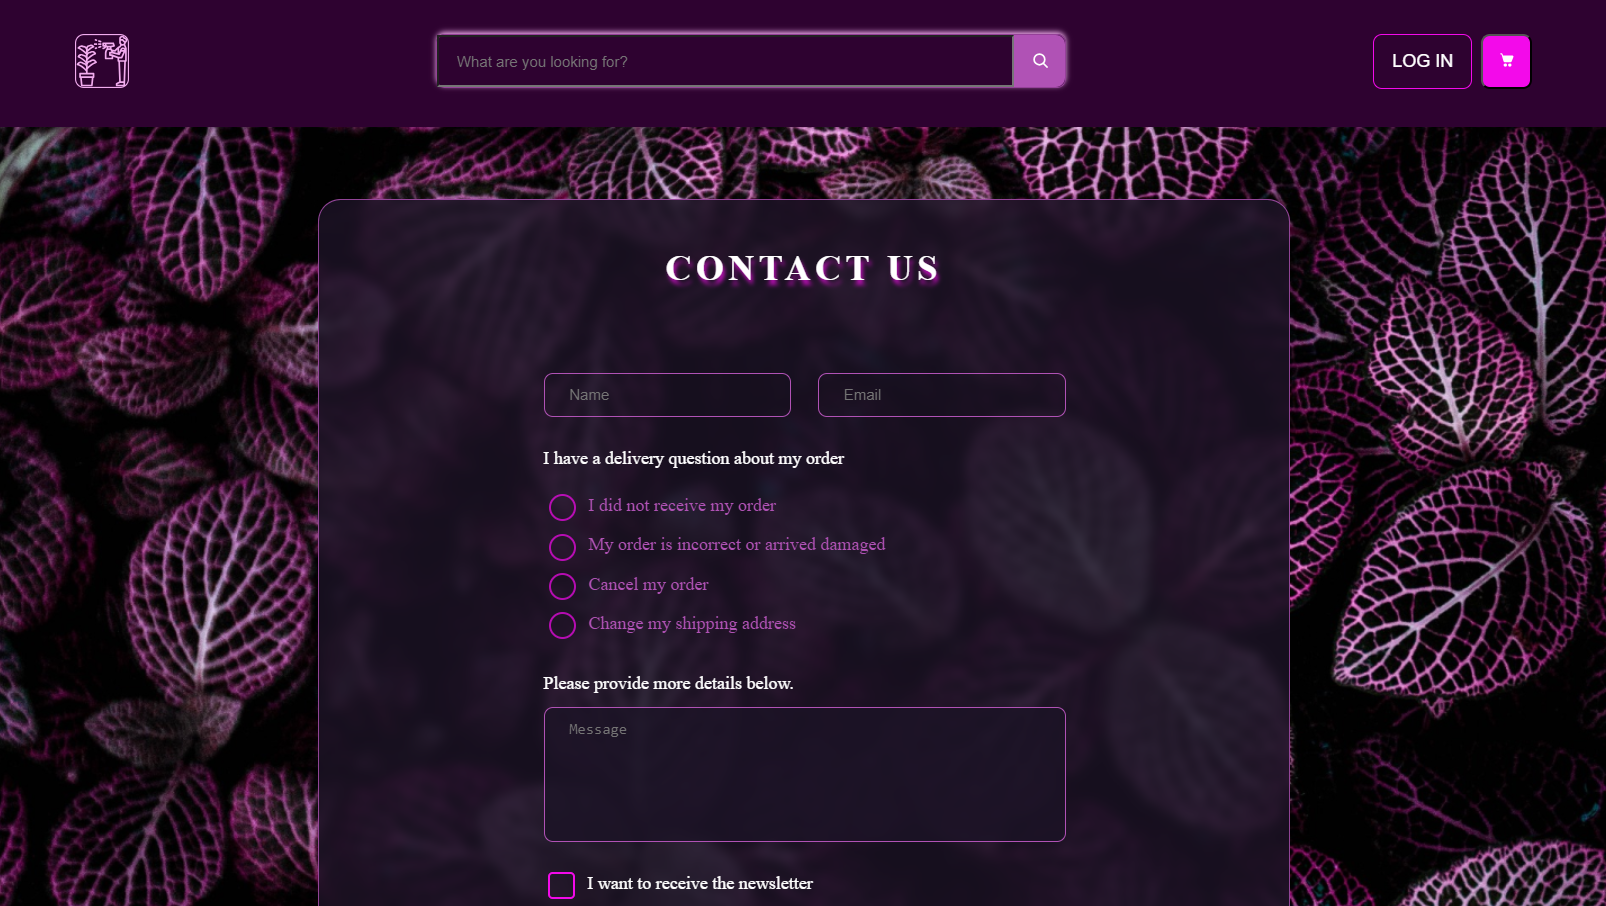 What are you looking for?
LOG IN
CONTACT US
Name
Email
I have a delivery question about my order
I did not receive my order
My order is incorrect or arrived damaged
Cancel my order
Change my shipping address
Please provide more details below.
Message
I want to receive the newsletter